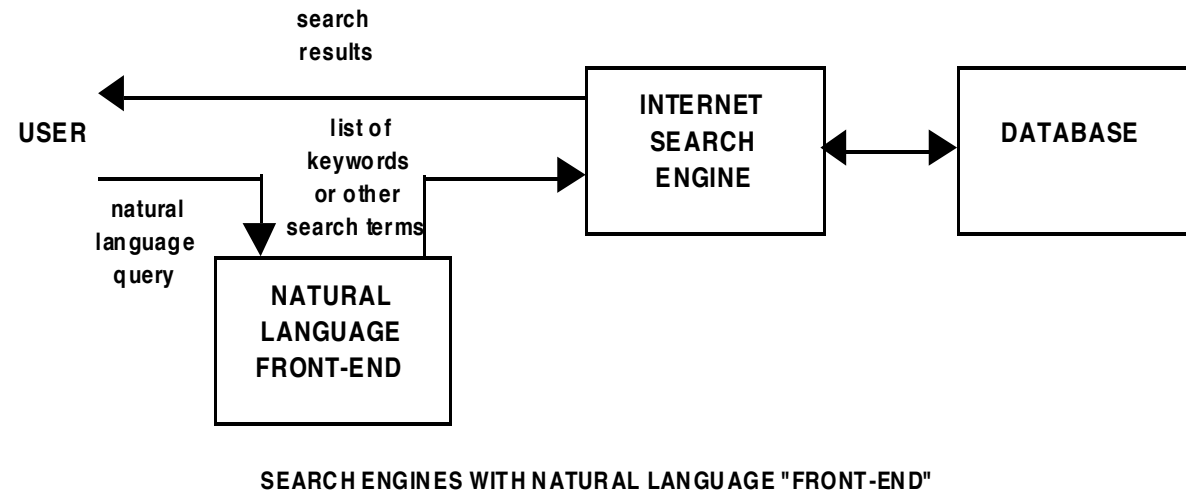 search
results
USER
INTERNET
SEARCH
ENGINE
DATABASE
list of
keywords
or other
search terms
natural
language
query
NATURAL
LANGUAGE
FRONT-END
SEARCH ENGINES WITH NATURAL LANGUAGE "FRONT-END"